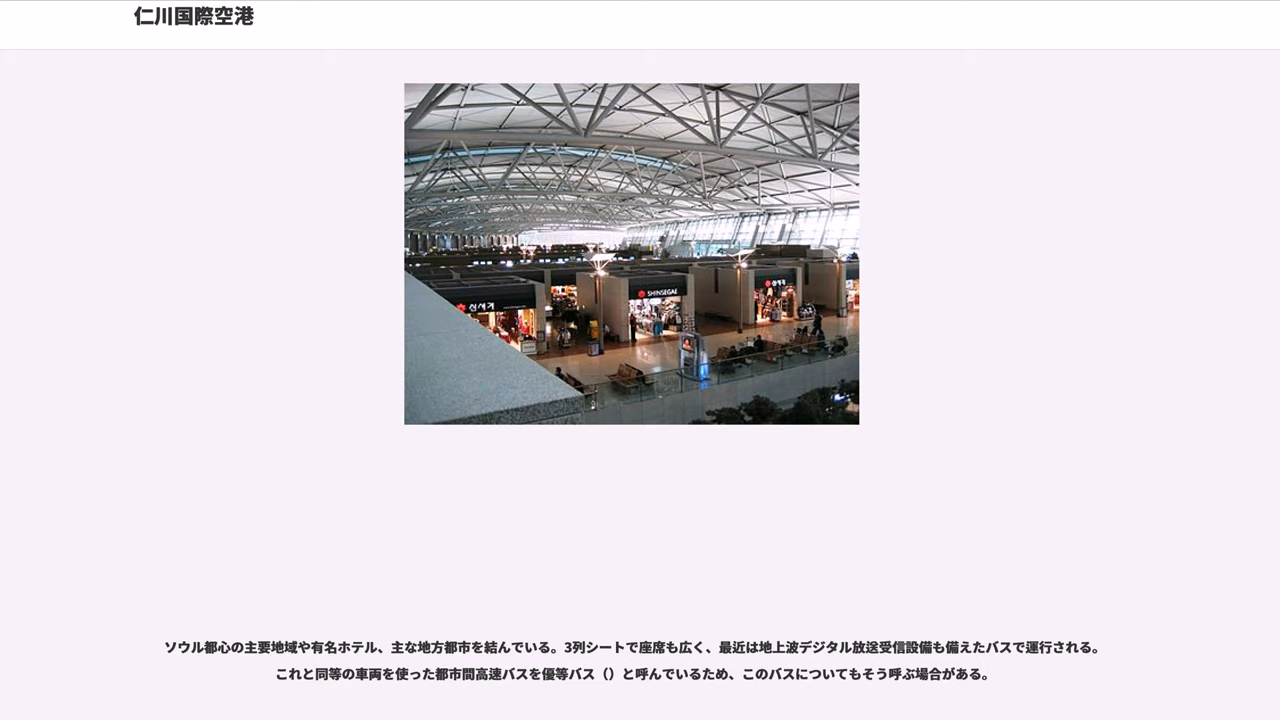 仁川国際空港
신세계
SHINSEGAE
신세계
ソウル都心の主要地域や有名ホテル、主な地方都市を結んでいる。3列シートで座席も広く、最近は地上波デジタル放送受信設備も備えたバスで運行される。
これと同等の車両を使った都市間高速バスを優等バス（）と呼んでいるため、このバスについてもそう呼ぶ場合がある。